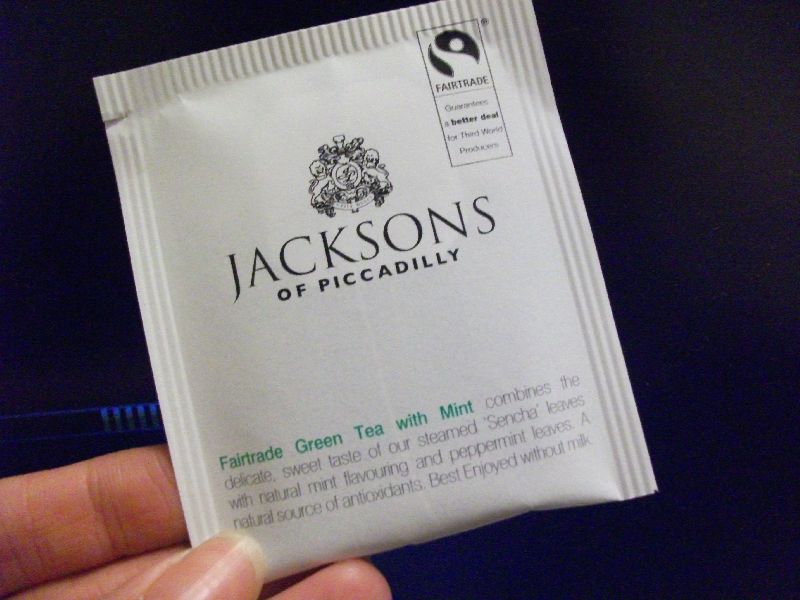 ®
FAIRTRADE
Guarantees
a better deal
for Third World
Producers
JACKSONS
OF PICCADILLY
Fairtrade Green Tea with Mint combines the
delicate, sweet taste of our steamed 'Sencha' leaves
with natural mint flavouring and peppermint leaves. A
natural source of antioxidants. Best Enjoyed without milk.